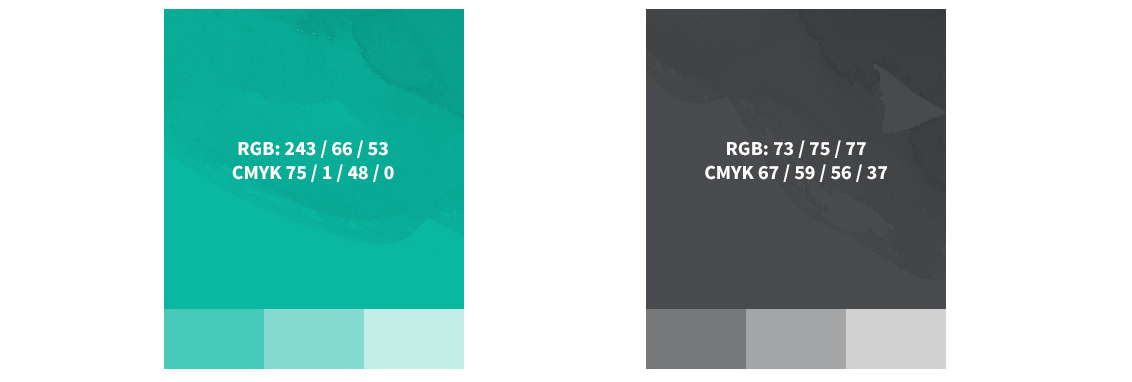 RGB: 243 / 66 / 53
CMYK 75 / 1 / 48 / 0
RGB: 73 / 75 / 77
CMYK 67 / 59 / 56 / 37